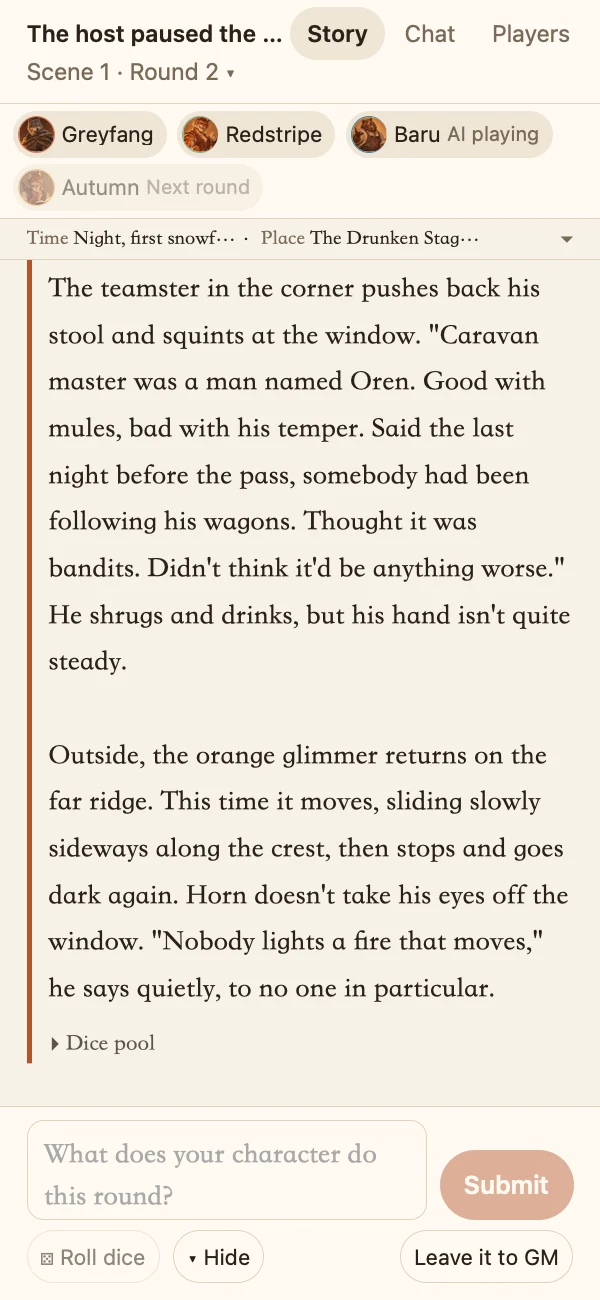 The host paused the ... Story Chat Players
Scene 1 · Round 2 ▾
Greyfang Redstripe Baru AI playing
Autumn Next round
Time Night, first snowf··· · Place The Drunken Stag···
The teamster in the corner pushes back his
stool and squints at the window. "Caravan
master was a man named Oren. Good with
mules, bad with his temper. Said the last
night before the pass, somebody had been
following his wagons. Thought it was
bandits. Didn't think it'd be anything worse."
He shrugs and drinks, but his hand isn't quite
steady.
Outside, the orange glimmer returns on the
far ridge. This time it moves, sliding slowly
sideways along the crest, then stops and goes
dark again. Horn doesn't take his eyes off the
window. "Nobody lights a fire that moves,"
he says quietly, to no one in particular.
Dice pool
What does your character do
this round?
Submit
Roll dice ▾ Hide Leave it to GM